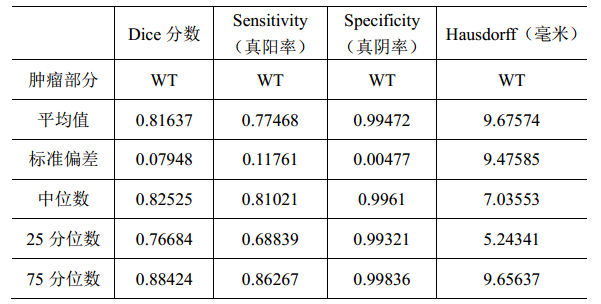 Dice 分数 Sensitivity（真阳率） Specificity（真阴率） Hausdorff（毫米）
肿瘤部分 WT WT WT WT
平均值 0.81637 0.77468 0.99472 9.67574
标准偏差 0.07948 0.11761 0.00477 9.47585
中位数 0.82525 0.81021 0.9961 7.03553
25 分位数 0.76684 0.68839 0.99321 5.24341
75 分位数 0.88424 0.86267 0.99836 9.65637